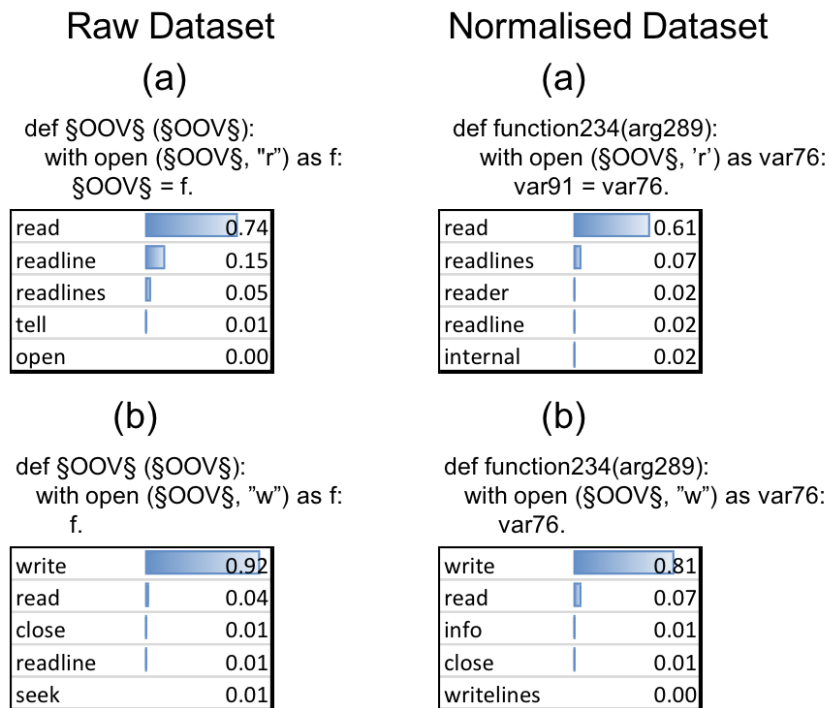 Raw Dataset
(a)
def §OOV§ (§OOV§):
with open (§OOV§, "r”) as f:
§OOV§ = f.
read 0.74
readline 0.15
readlines 0.05
tell 0.01
open 0.00
(b)
def §OOV§ (§OOV§):
with open (§OOV§, ”w”) as f:
f.
write 0.92
read 0.04
close 0.01
readline 0.01
seek 0.01
Normalised Dataset
(a)
def function234(arg289):
with open (§OOV§, ’r’) as var76:
var91 = var76.
read 0.61
readlines 0.07
reader 0.02
readline 0.02
internal 0.02
(b)
def function234(arg289):
with open (§OOV§, ”w”) as var76:
var76.
write 0.81
read 0.07
info 0.01
close 0.01
writelines 0.00